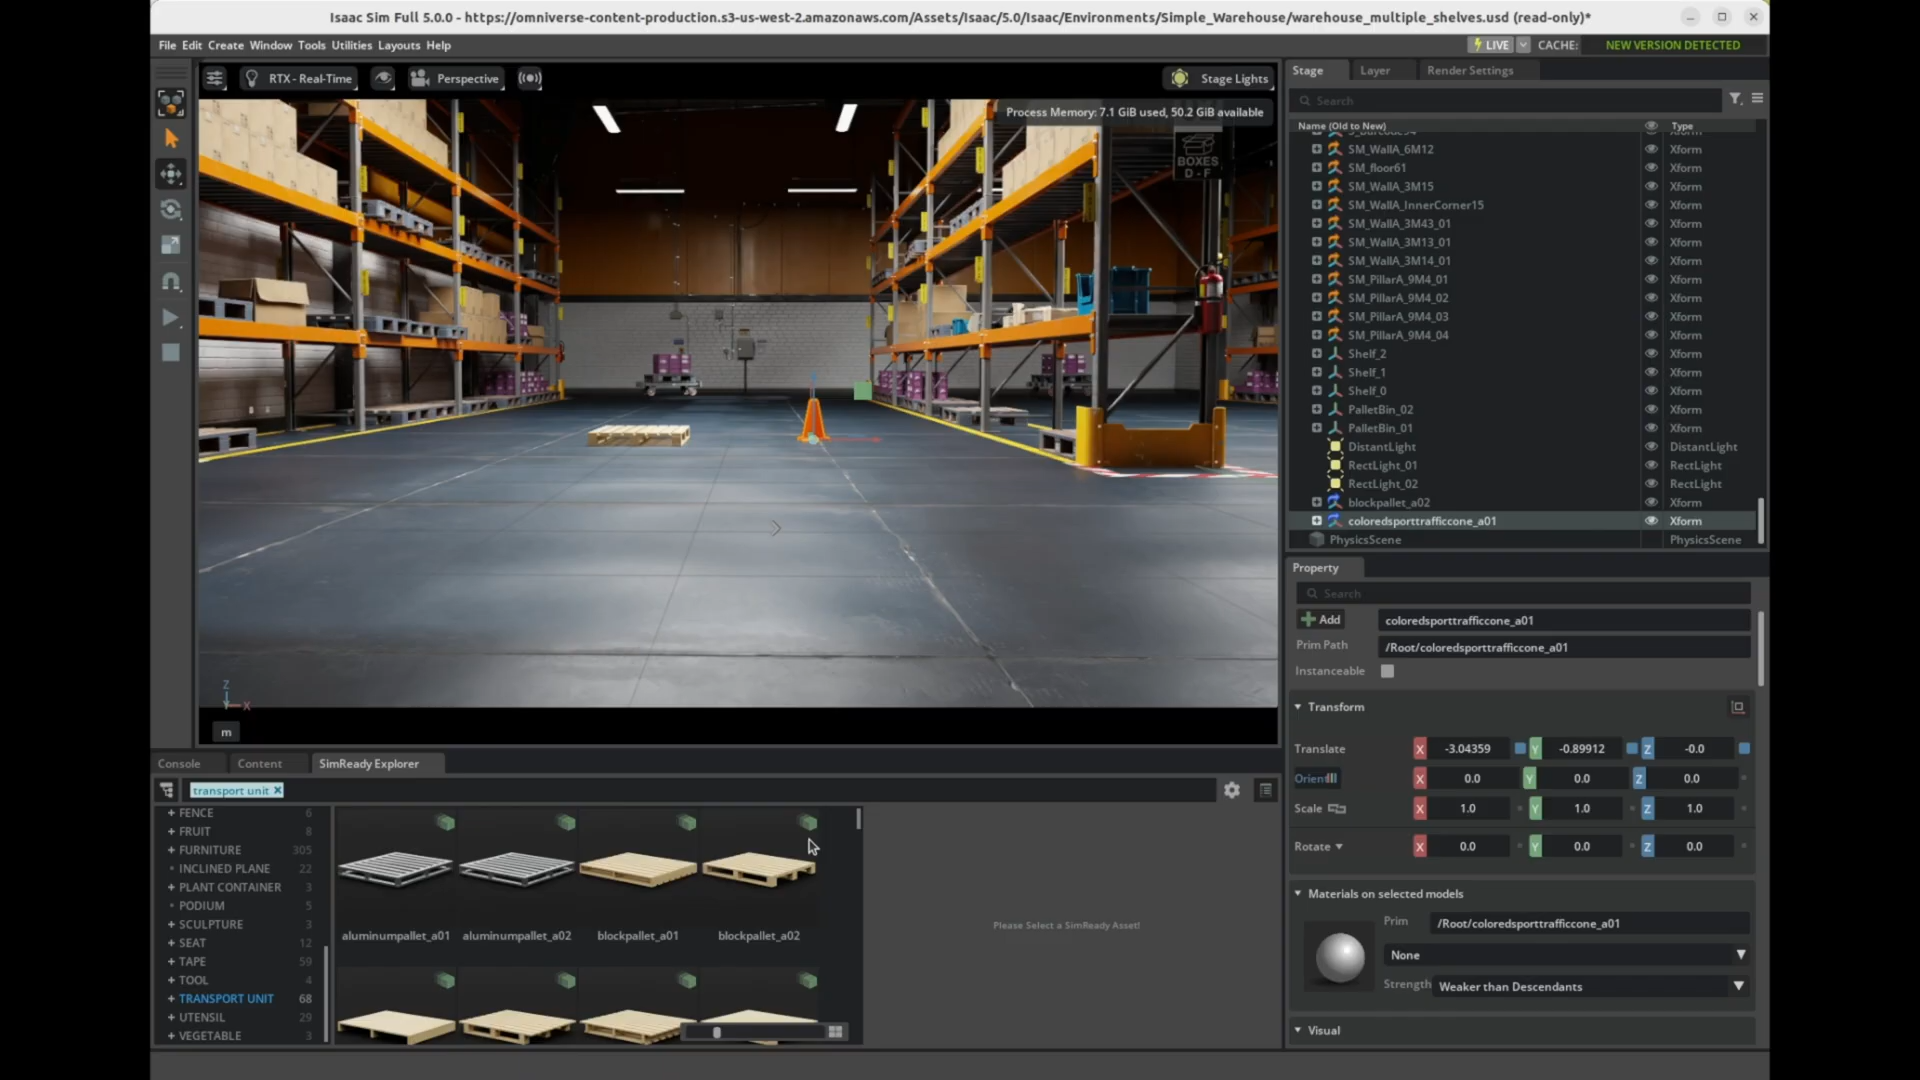 Isaac Sim Full 5.0.0 - https://omniverse-content-production.s3-us-west-2.amazonaws.com/Assets/Isaac/5.0/Isaac/Environments/Simple_Warehouse/warehouse_multiple_shelves.usd (read-only)*
File Edit Create Window Tools Utilities Layouts Help
LIVE CACHE: NEW VERSION DETECTED
RTX - Real-Time Perspective Stage Lights
Process Memory: 7.1 GiB used, 50.2 GiB available
BOXES
D - F
Z
X
m
Stage Layer Render Settings
Search
Name (Old to New) Type
Xform
SM_WallA_6M12 Xform
SM_floor61 Xform
SM_WallA_3M15 Xform
SM_WallA_InnerCorner15 Xform
SM_WallA_3M43_01 Xform
SM_WallA_3M13_01 Xform
SM_WallA_3M14_01 Xform
SM_PillarA_9M4_01 Xform
SM_PillarA_9M4_02 Xform
SM_PillarA_9M4_03 Xform
SM_PillarA_9M4_04 Xform
Shelf_2 Xform
Shelf_1 Xform
Shelf_0 Xform
PalletBin_02 Xform
PalletBin_01 Xform
DistantLight DistantLight
RectLight_01 RectLight
RectLight_02 RectLight
blockpallet_a02 Xform
coloredsporttrafficcone_a01 Xform
PhysicsScene PhysicsScene
Property
Search
Add coloredsporttrafficcone_a01
Prim Path /Root/coloredsporttrafficcone_a01
Instanceable
Transform
Translate X -3.04359 Y -0.89912 Z -0.0
Orient X 0.0 Y 0.0 Z 0.0
Scale X 1.0 Y 1.0 Z 1.0
Rotate X 0.0 Y 0.0 Z 0.0
Materials on selected models
Prim /Root/coloredsporttrafficcone_a01
None
Strength Weaker than Descendants
Visual
Console Content SimReady Explorer
transport unit
+ FENCE 6
+ FRUIT 8
+ FURNITURE 305
INCLINED PLANE 22
+ PLANT CONTAINER 3
PODIUM 5
+ SCULPTURE 3
+ SEAT 12
+ TAPE 59
+ TOOL 4
+ TRANSPORT UNIT 68
+ UTENSIL 29
+ VEGETABLE 3
aluminumpallet_a01 aluminumpallet_a02 blockpallet_a01 blockpallet_a02
Please Select a SimReady Asset!